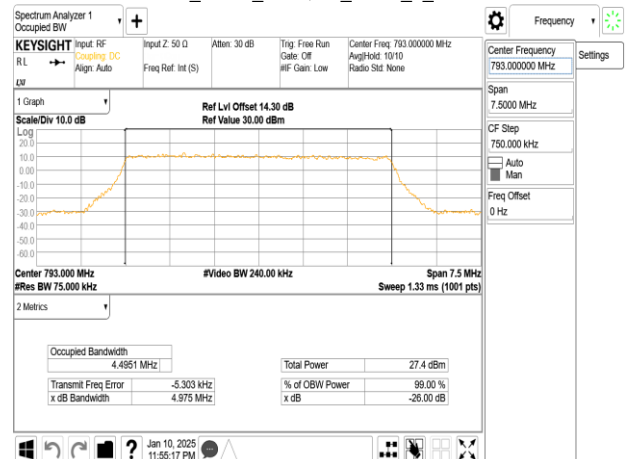 Spectrum Analyzer 1
Occupied BW
Frequency
KEYSIGHT
RL
LXI
Input: RF
Coupling: DC
Align: Auto
Input Z: 50 Ω
Freq Ref: Int (S)
Atten: 30 dB
Trig: Free Run
Gate: Off
#IF Gain: Low
Center Freq: 793.000000 MHz
Avg|Hold: 10/10
Radio Std: None
Center Frequency
793.000000 MHz
Settings
Span
7.5000 MHz
CF Step
750.000 kHz
Auto
Man
Freq Offset
0 Hz
1 Graph
Scale/Div 10.0 dB
Ref Lvl Offset 14.30 dB
Ref Value 30.00 dBm
Log
20.0
10.0
0.00
-10.0
-20.0
-30.0
-40.0
-50.0
-60.0
Center 793.000 MHz
#Video BW 240.00 kHz
Span 7.5 MHz
#Res BW 75.000 kHz
Sweep 1.33 ms (1001 pts)
2 Metrics
Occupied Bandwidth
4.4951 MHz
Total Power 27.4 dBm
Transmit Freq Error -5.303 kHz
% of OBW Power 99.00 %
x dB Bandwidth 4.975 MHz
x dB -26.00 dB
?
Jan 10, 2025
11:55:17 PM